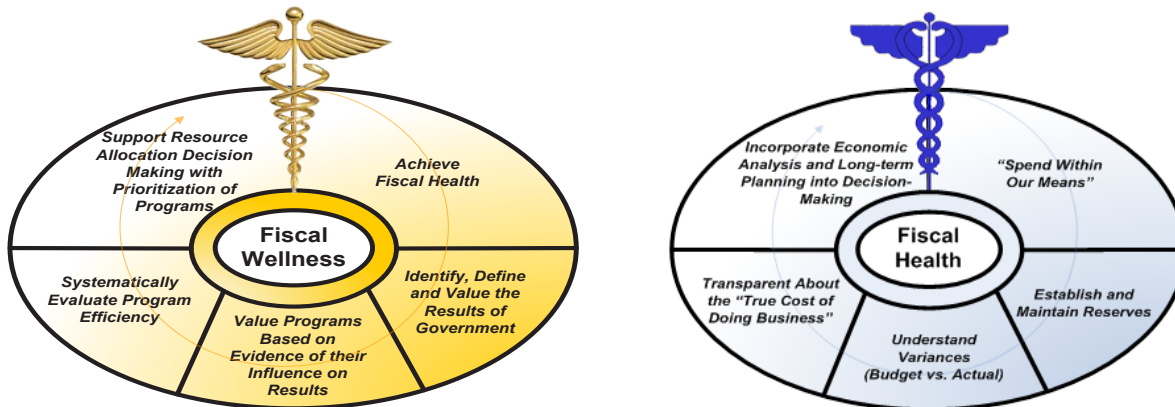 Support Resource
Allocation Decision
Making with
Prioritization of
Programs
Achieve
Fiscal Health
Fiscal
Wellness
Systematically
Evaluate Program
Efficiency
Identify, Define
and Value the
Results of
Government
Value Programs
Based on
Evidence of their
Influence on
Results
Incorporate Economic
Analysis and Long-term
Planning into Decision-
Making
“Spend Within
Our Means”
Fiscal
Health
Transparent About
the “True Cost of
Doing Business”
Establish and
Maintain Reserves
Understand
Variances
(Budget vs. Actual)